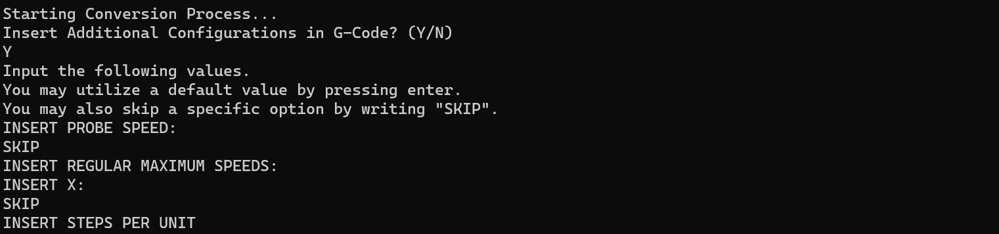 Starting Conversion Process...
Insert Additional Configurations in G-Code? (Y/N)
Y
Input the following values.
You may utilize a default value by pressing enter.
You may also skip a specific option by writing "SKIP".
INSERT PROBE SPEED:
SKIP
INSERT REGULAR MAXIMUM SPEEDS:
INSERT X:
SKIP
INSERT STEPS PER UNIT